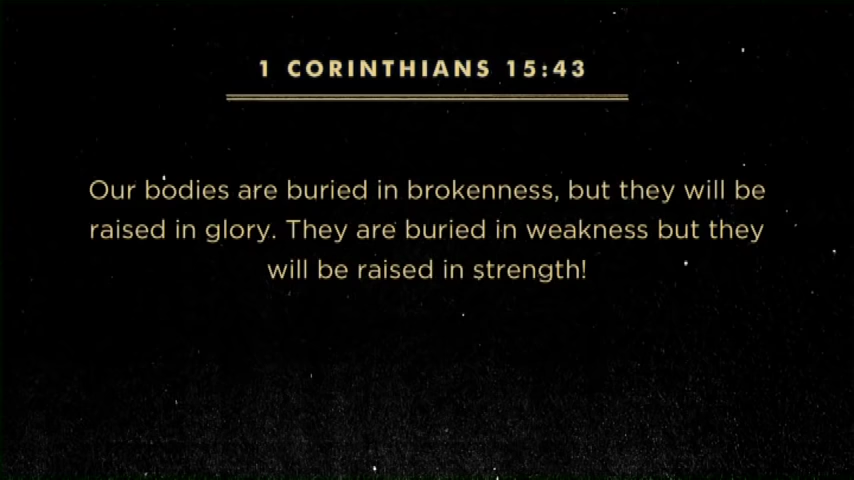 1 CORINTHIANS 15:43
Our bodies are buried in brokenness, but they will be
raised in glory. They are buried in weakness but they
will be raised in strength!